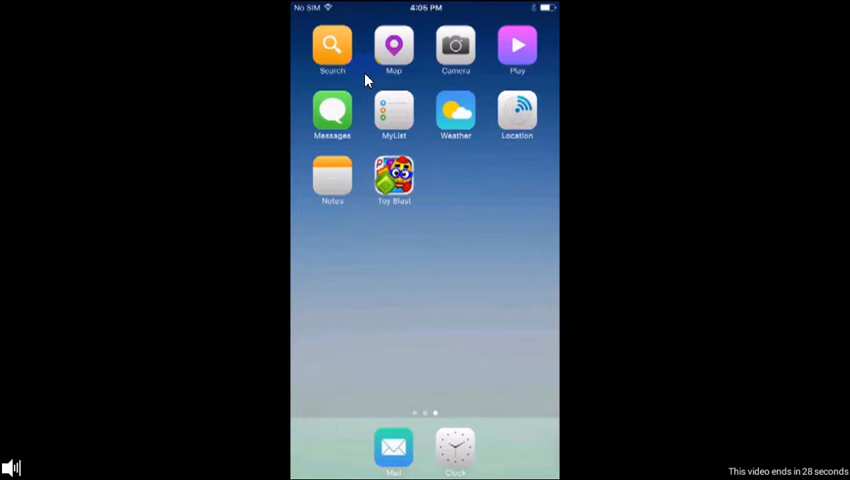 No SIM 4:05 PM
Search Map Camera Play
Messages MyList Weather Location
Notes Toy Blast
Mail Clock
This video ends in 28 seconds